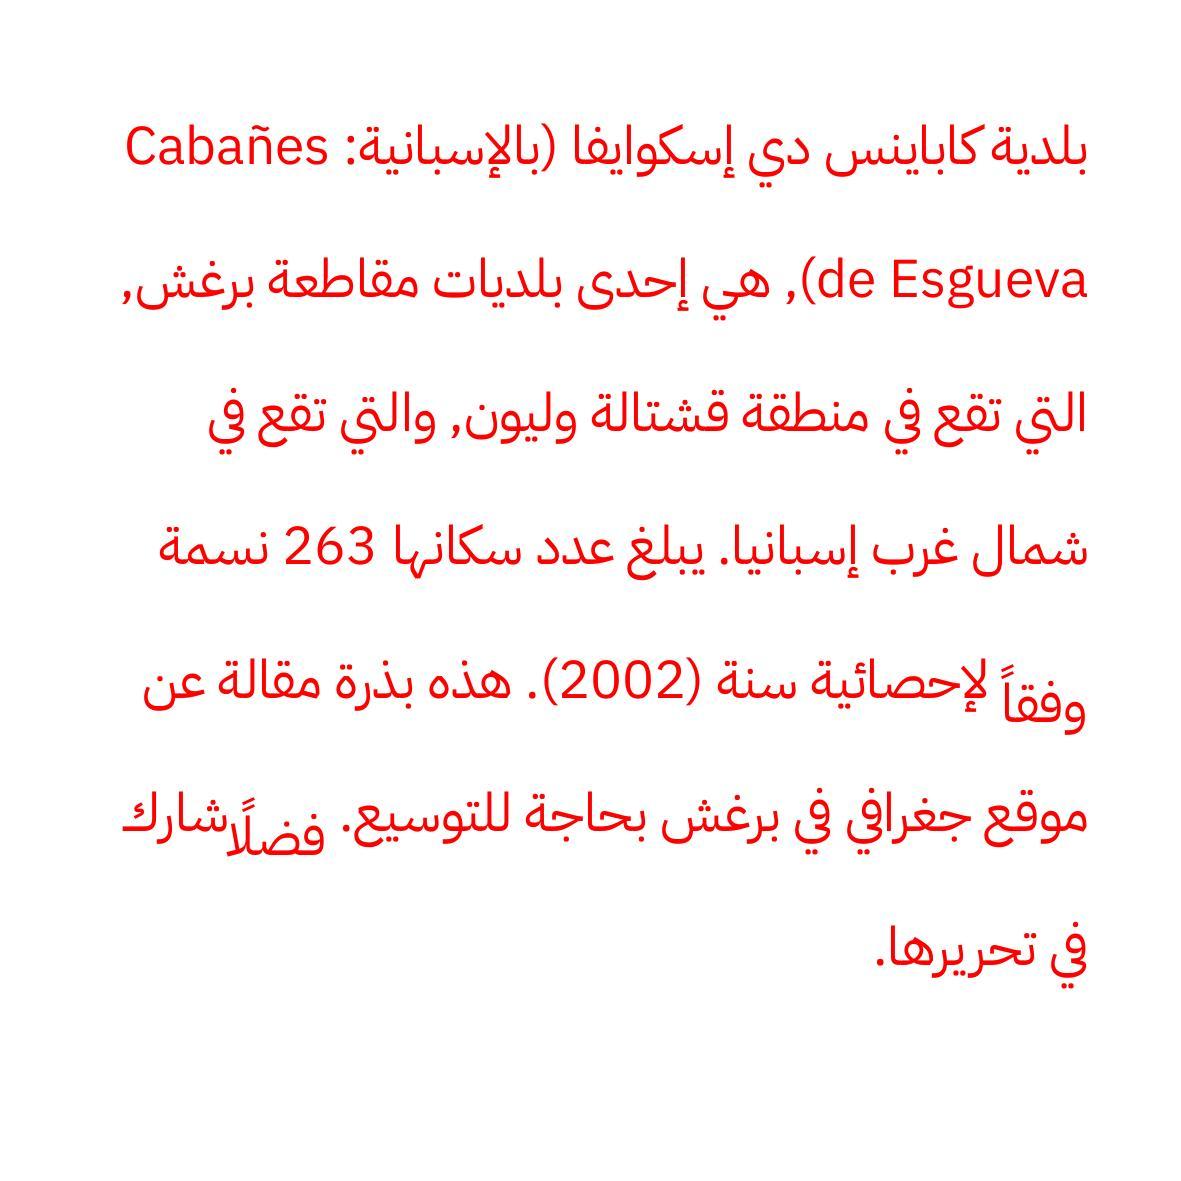 بلدية كاباينس دي إسكوايفا (بالإسبانية: Cabañes
de Esgueva), هي إحدى بلديات مقاطعة برغش,
التي تقع في منطقة قشتالة وليون, والتي تقع في
شمال غرب إسبانيا. يبلغ عدد سكانها 263 نسمة
وفقاً لإحصائية سنة (2002). هذه بذرة مقالة عن
موقع جغرافي في برغش بحاجة للتوسيع. فضلًا شارك
في تحريرها.